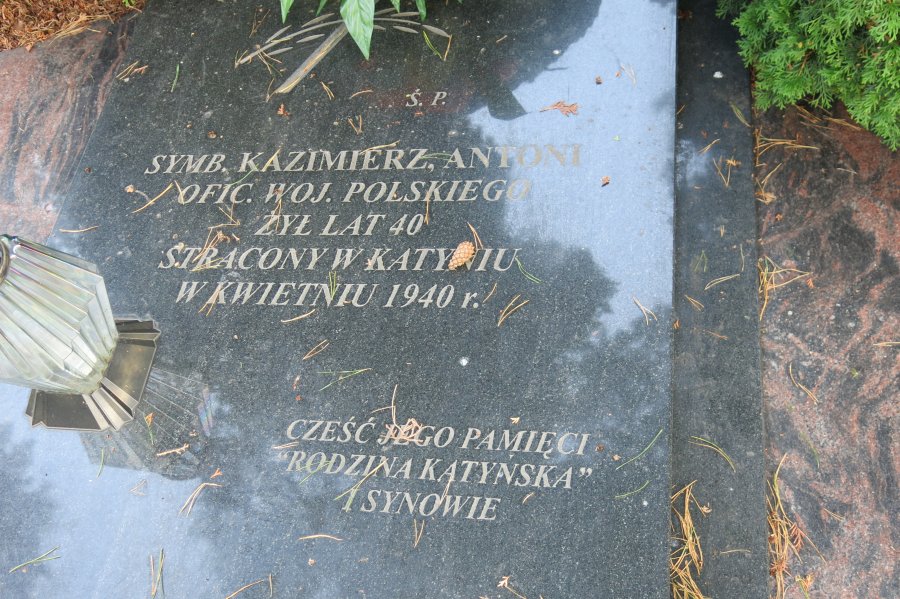 Ś. P.
SYMB. KAZIMIERZ, ANTONI
OFIC. WOJ. POLSKIEGO
ŻYŁ LAT 40
STRACONY W KATYNIU
W KWIETNIU 1940 r.
CZEŚĆ JEGO PAMIĘCI
"RODZINA KATYŃSKA"
I SYNOWIE